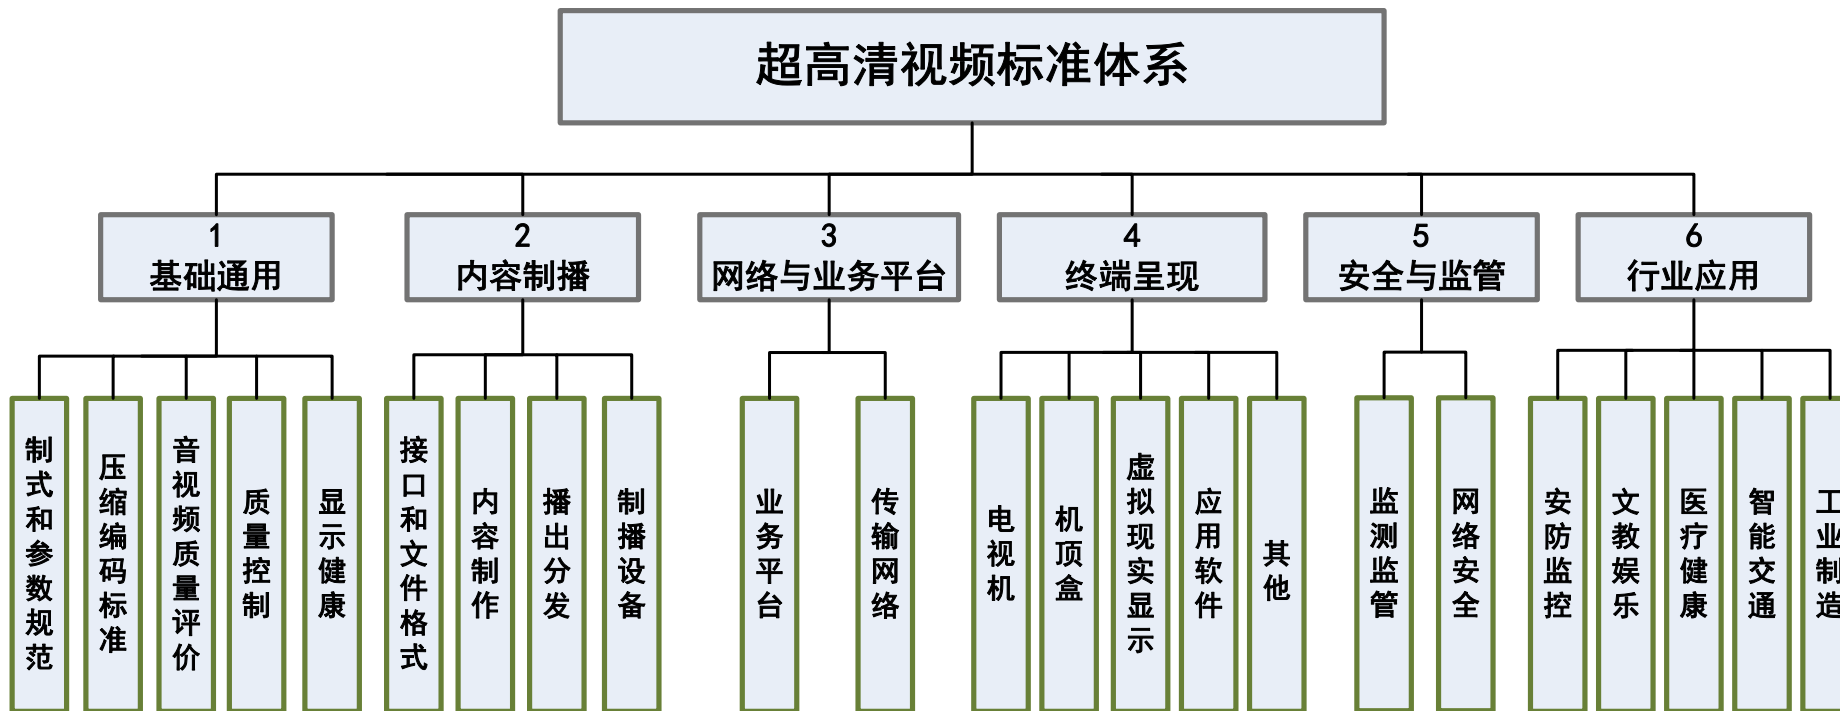 超高清视频标准体系
1
基础通用
2
内容制播
3
网络与业务平台
4
终端呈现
5
安全与监管
6
行业应用
制式和参数规范
压缩编码标准
音视频质量评价
质量控制
显示健康
接口和文件格式
内容制作
播出分发
制播设备
业务平台
传输网络
电视机
机顶盒
虚拟现实显示
应用软件
其他
监测监管
网络安全
安防监控
文教娱乐
医疗健康
智能交通
工业制造